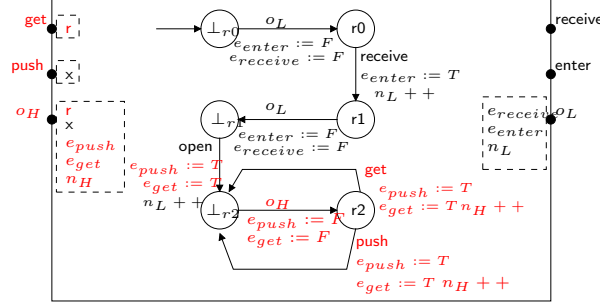 get
r
push
x
o_H
r
x
e_push
e_get
n_H
⊥_r0
o_L
r0
e_enter := F
e_receive := F
receive
e_enter := T
n_L ++
⊥_r1
o_L
r1
e_enter := F
e_receive := F
open
e_push := T
e_get := T
n_L ++
⊥_r2
o_H
r2
e_push := F
e_get := F
get
e_push := T
e_get := T n_H ++
push
e_push := T
e_get := T n_H ++
receive
enter
e_receive
o_L
e_enter
n_L